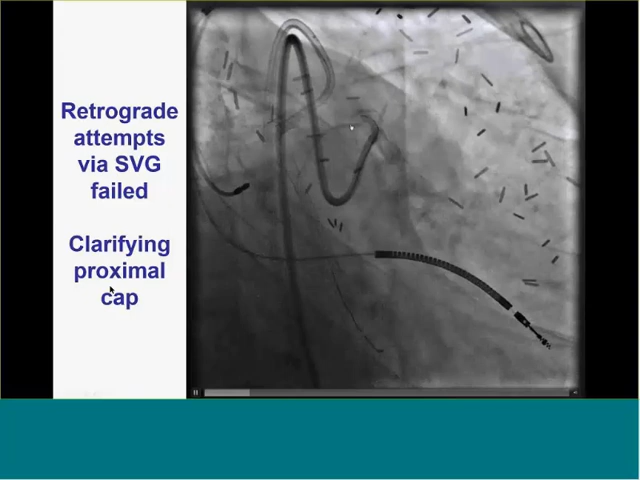 Retrograde
attempts
via SVG
failed
Clarifying
proximal
cap